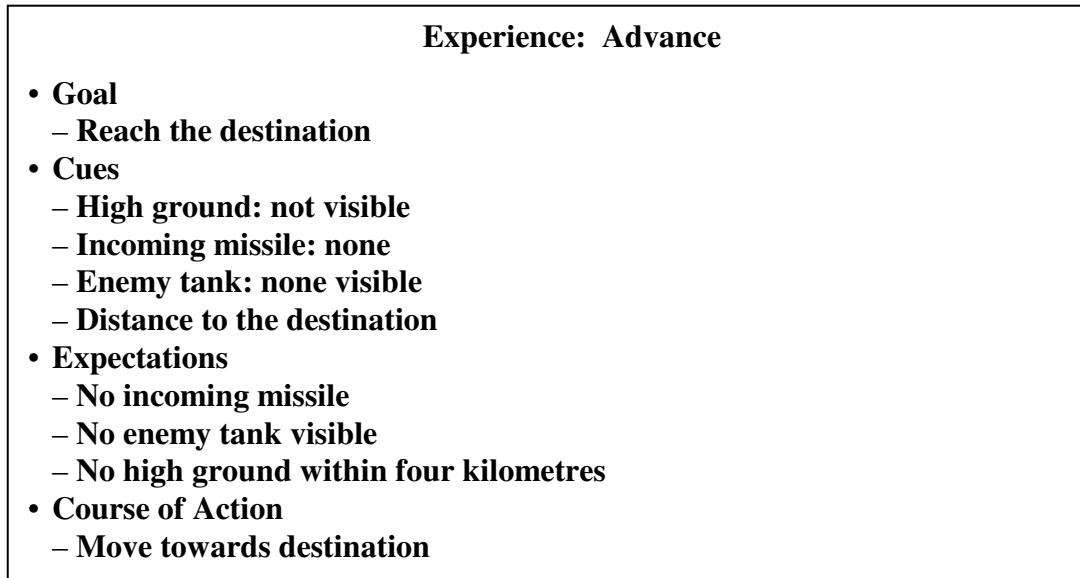 Experience: Advance
• Goal
– Reach the destination
• Cues
– High ground: not visible
– Incoming missile: none
– Enemy tank: none visible
– Distance to the destination
• Expectations
– No incoming missile
– No enemy tank visible
– No high ground within four kilometres
• Course of Action
– Move towards destination